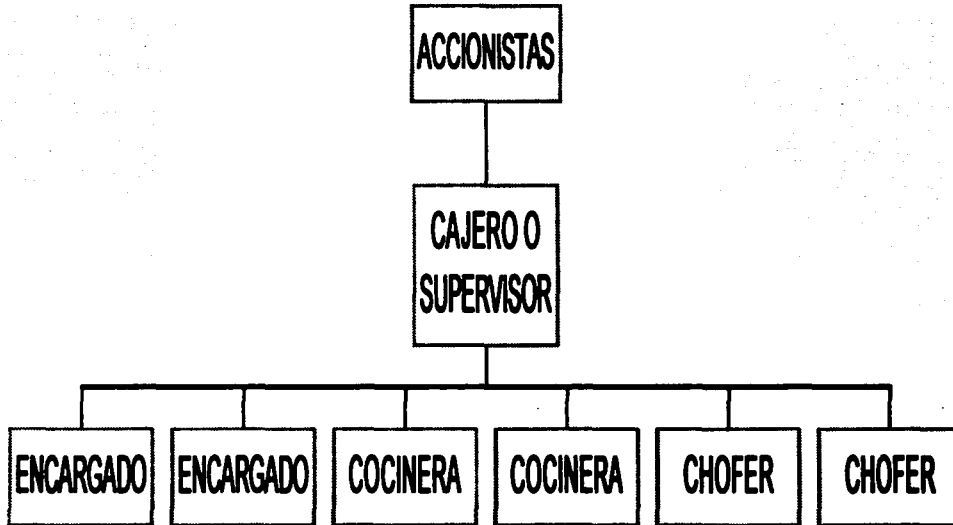 ACCIONISTAS
CAJERO O
SUPERVISOR
ENCARGADO
ENCARGADO
COCINERA
COCINERA
CHOFER
CHOFER